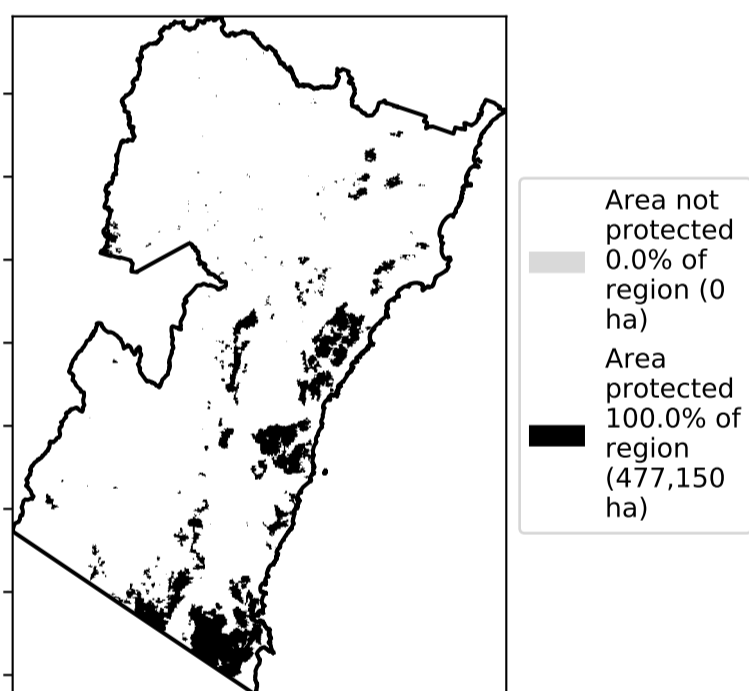 Area not
protected
0.0% of
region (0
ha)
Area
protected
100.0% of
region
(477,150
ha)